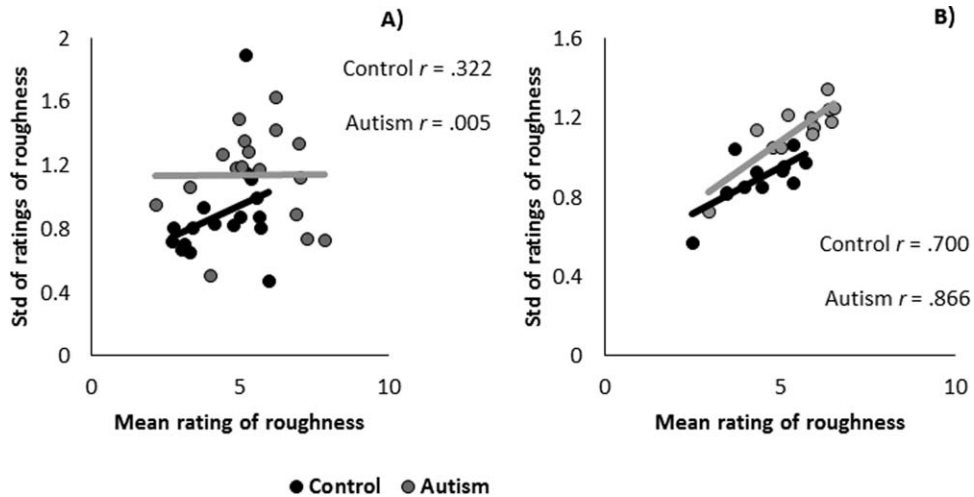 A)
Std of ratings of roughness
2
1.6
1.2
0.8
0.4
0
0
5
10
Control r = .322
Autism r = .005
Mean rating of roughness
B)
Std of ratings of roughness
1.6
1.2
0.8
0.4
0
0
5
10
Control r = .700
Autism r = .866
Mean rating of roughness
Control Autism